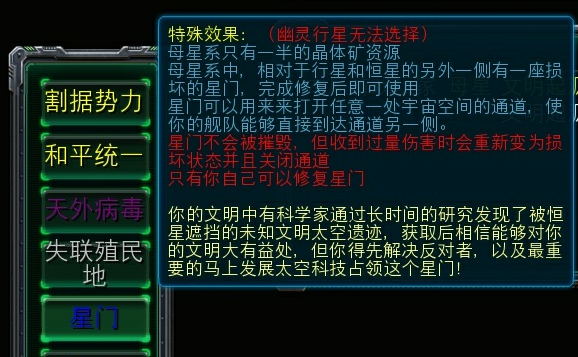 特殊效果：（幽灵行星无法选择）
母星系只有一半的晶体矿资源
母星系中，相对于行星和恒星的另外一侧有一座损
坏的星门，完成修复后即可使用
星门可以用来来打开任意一处宇宙空间的通道，使
你的舰队能够直接到达通道另一侧。
星门不会被摧毁，但收到过量伤害时会重新变为损
坏状态并且关闭通道
只有你自己可以修复星门
你的文明中有科学家通过长时间的研究发现了被恒
星遮挡的未知文明太空遗迹，获取后相信能够对你
的文明大有益处，但你得先解决反对者，以及最重
要的马上发展太空科技占领这个星门！
割据势力
和平统一
天外病毒
失联殖民
地
星门